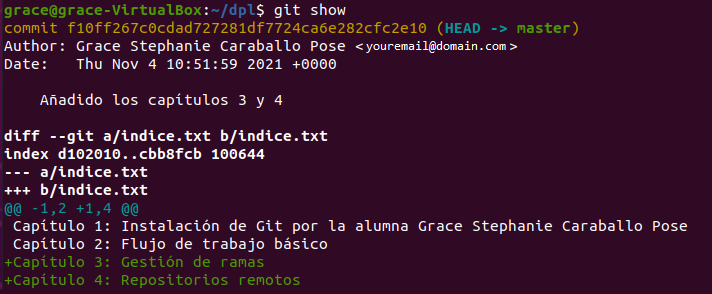 grace@grace-VirtualBox:~/dpl$ git show
commit f10ff267c0cdad727281df7724ca6e282cfc2e10 (HEAD -> master)
Author: Grace Stephanie Caraballo Pose <youremail@domain.com>
Date:   Thu Nov 4 10:51:59 2021 +0000
    Añadido los capítulos 3 y 4
diff --git a/indice.txt b/indice.txt
index d102010..cbb8fcb 100644
--- a/indice.txt
+++ b/indice.txt
@@ -1,2 +1,4 @@
 Capítulo 1: Instalación de Git por la alumna Grace Stephanie Caraballo Pose
 Capítulo 2: Flujo de trabajo básico
+Capítulo 3: Gestión de ramas
+Capítulo 4: Repositorios remotos